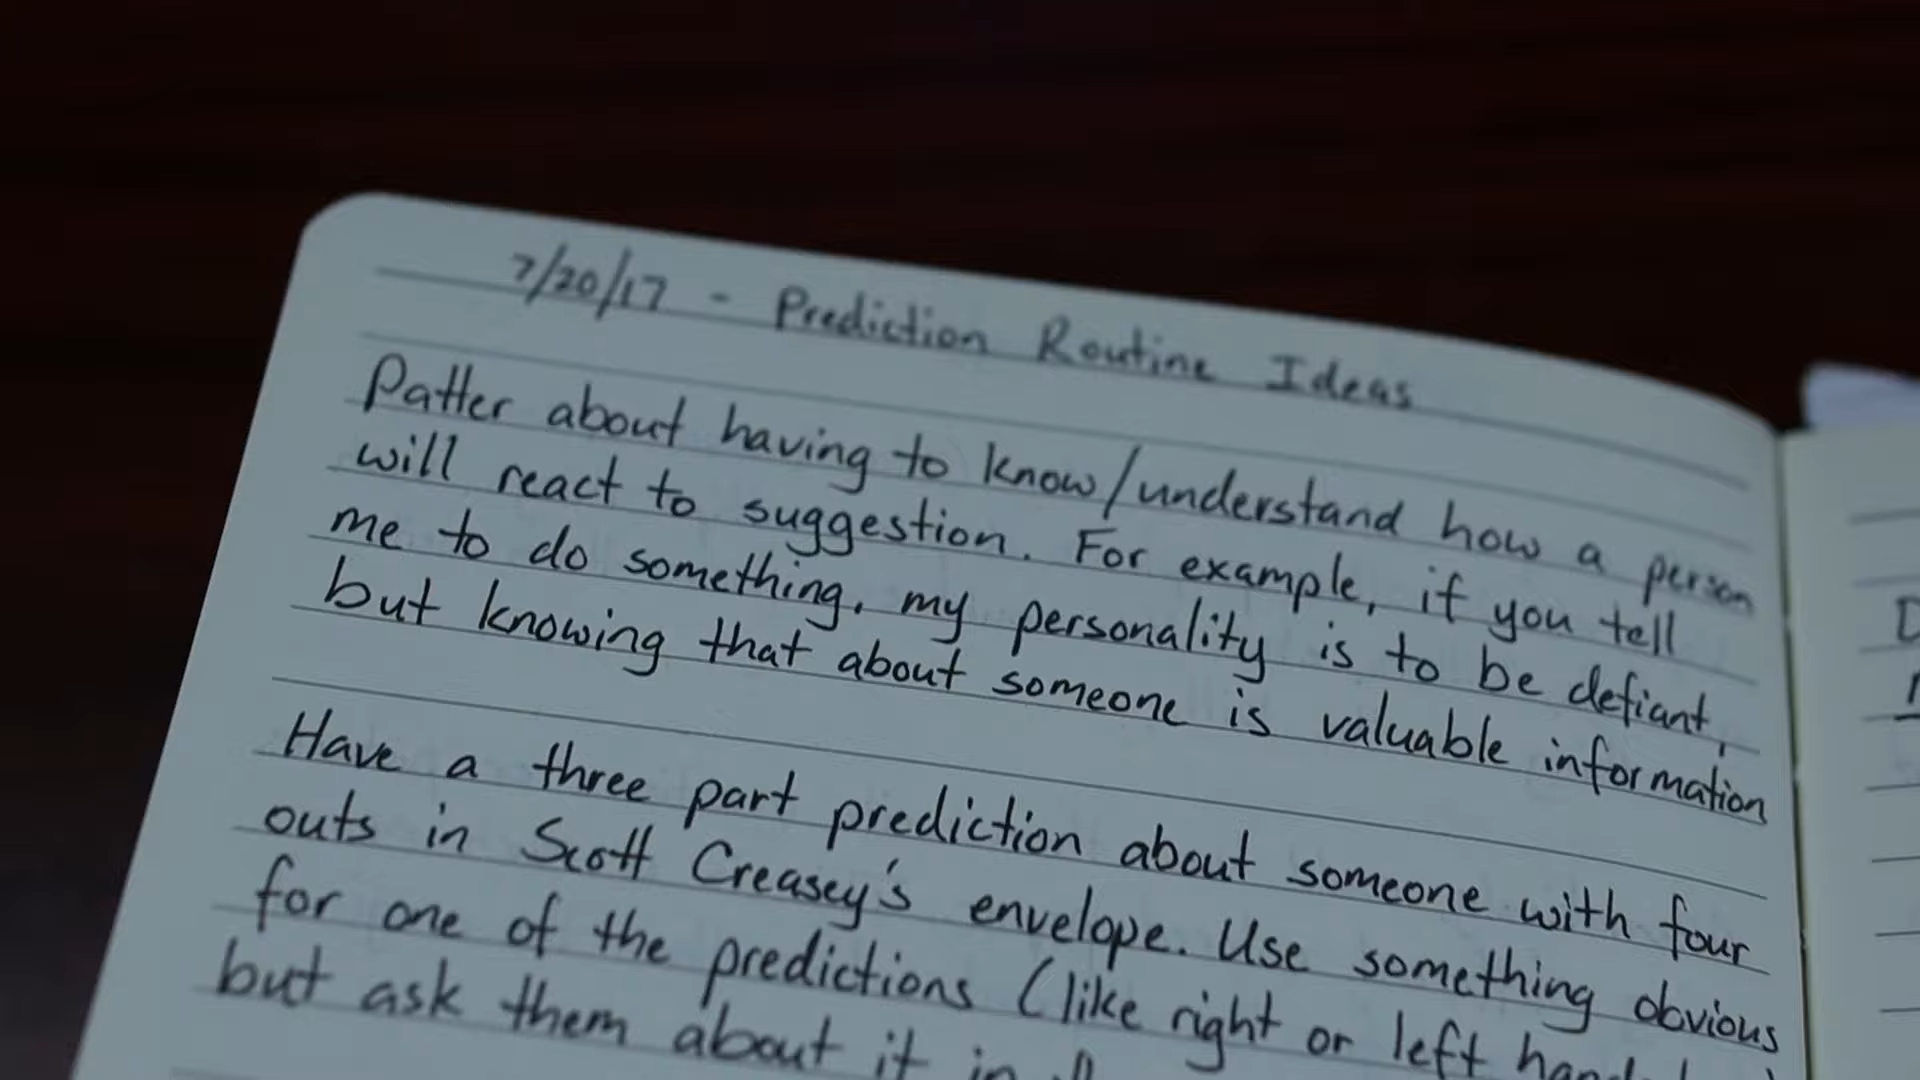 7/20/17 - Prediction Routine Ideas
Patter about having to know/understand how a person
will react to suggestion. For example, if you tell
me to do something, my personality is to be defiant,
but knowing that about someone is valuable information
Have a three part prediction about someone with four
outs in Scott Creasey's envelope. Use something obvious
for one of the predictions (like right or left
but ask them about it in